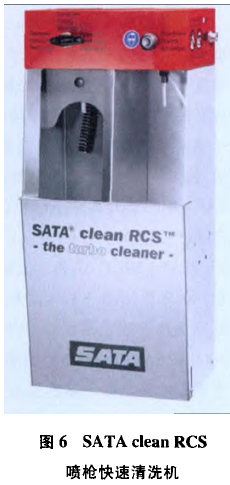 SATA® clean RCS™
- the turbo cleaner -
SATA
图 6 SATA clean RCS
喷枪快速清洗机